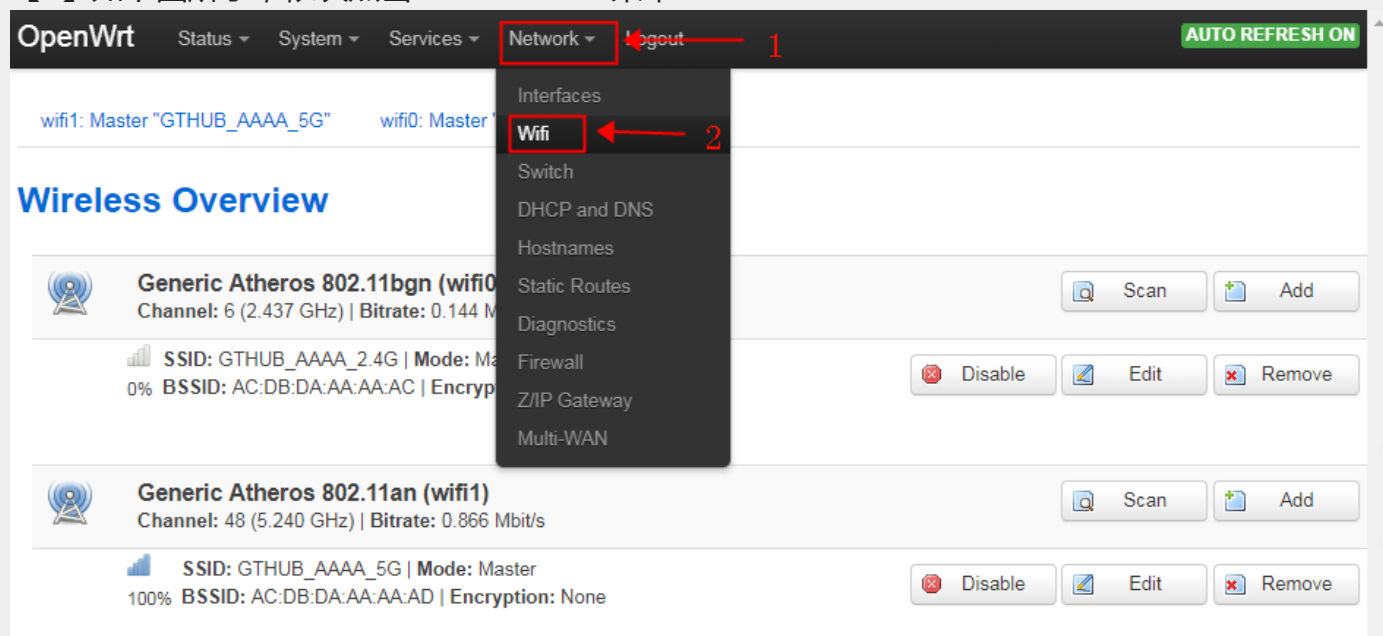 OpenWrt Status System Services Network Logout 1 AUTO REFRESH ON
Interfaces
wifi1: Master "GTHUB_AAAA_5G" wifi0: Master "
Wifi 2
Switch
DHCP and DNS
Hostnames
Static Routes
Diagnostics
Firewall
Z/IP Gateway
Multi-WAN
Wireless Overview
Generic Atheros 802.11bgn (wifi0 Scan Add
Channel: 6 (2.437 GHz) | Bitrate: 0.144 M
SSID: GTHUB_AAAA_2.4G | Mode: Ma Disable Edit Remove
0% BSSID: AC:DB:DA:AA:AA:AC | Encryp
Generic Atheros 802.11an (wifi1) Scan Add
Channel: 48 (5.240 GHz) | Bitrate: 0.866 Mbit/s
SSID: GTHUB_AAAA_5G | Mode: Master Disable Edit Remove
100% BSSID: AC:DB:DA:AA:AA:AD | Encryption: None